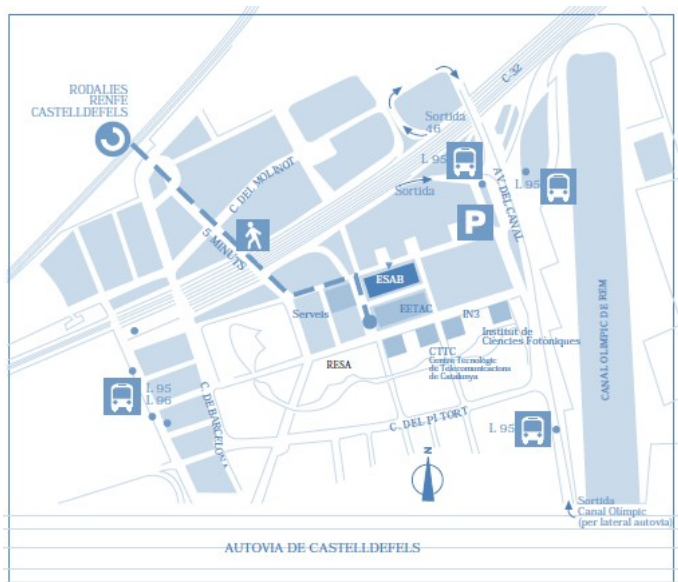 RODALIES
RENFE
CASTELLDEFELS
C-32
Sortida
46
L 95
C. DEL MOLINOT
AV. DEL CANAL
L 95
Sortida
P
5 MINUTS
ESAB
EETAC
IN3
Serveis
Institut de
Ciències Fotòniques
CTTC
Centre Tecnològic
de Telecomunicacions
de Catalunya
RESA
CANAL OLIMPIC DE REM
L 95
L 96
C. DE BARCELONA
C. DEL PI TORT
L 95
N
Sortida
Canal Olímpic
(per lateral autovia)
AUTOVIA DE CASTELLDEFELS